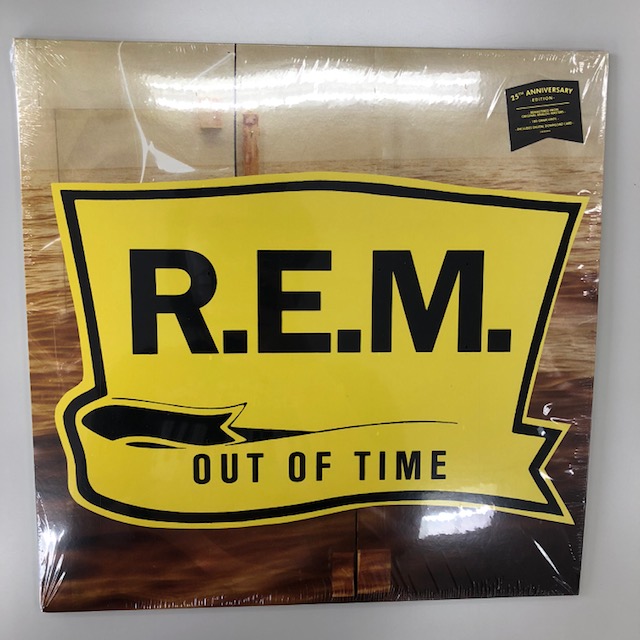 25TH ANNIVERSARY
-EDITION-
R.E.M.
OUT OF TIME